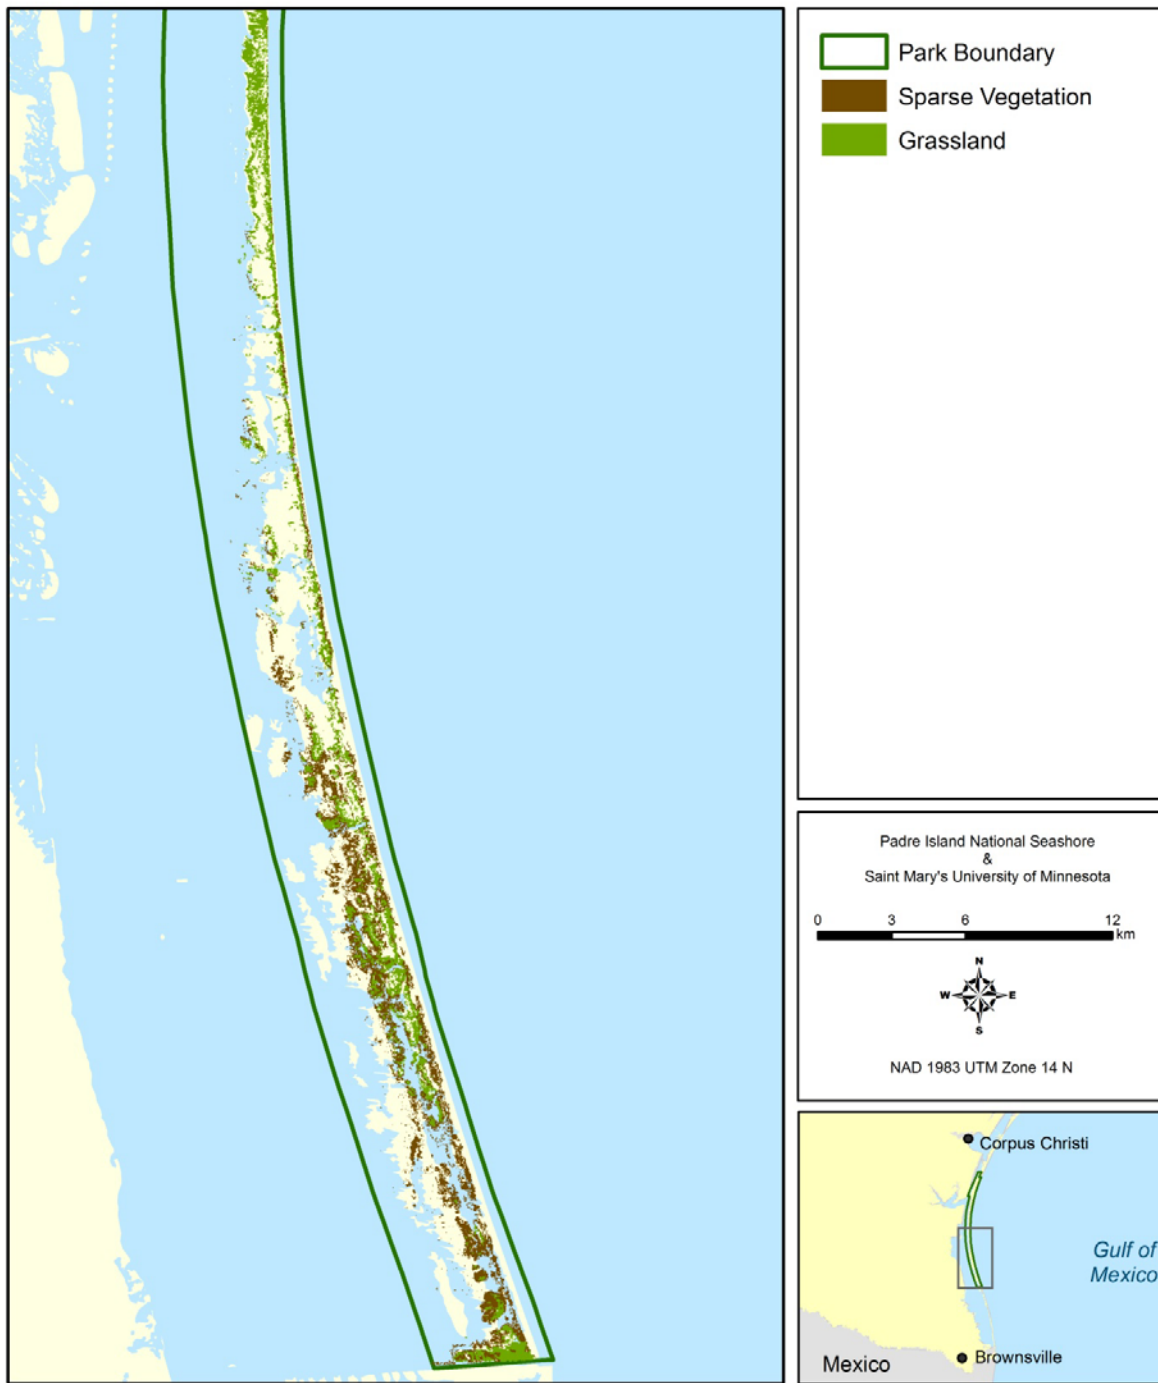 Park Boundary
Sparse Vegetation
Grassland
Padre Island National Seashore
&
Saint Mary's University of Minnesota
0 3 6 12
km
N
W E
S
NAD 1983 UTM Zone 14 N
Corpus Christi
Gulf of
Mexico
Brownsville
Mexico